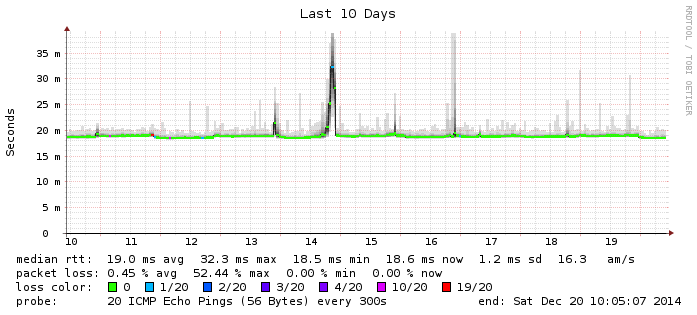 Last 10 Days
RRDTOOL / TOBI OETIKER
Seconds
35 m
30 m
25 m
20 m
15 m
10 m
5 m
0
10 11 12 13 14 15 16 17 18 19
median rtt: 19.0 ms avg 32.3 ms max 18.5 ms min 18.6 ms now 1.2 ms sd 16.3 am/s
packet loss: 0.45 % avg 52.44 % max 0.00 % min 0.00 % now
loss color: 0 1/20 2/20 3/20 4/20 10/20 19/20
probe: 20 ICMP Echo Pings (56 Bytes) every 300s end: Sat Dec 20 10:05:07 2014